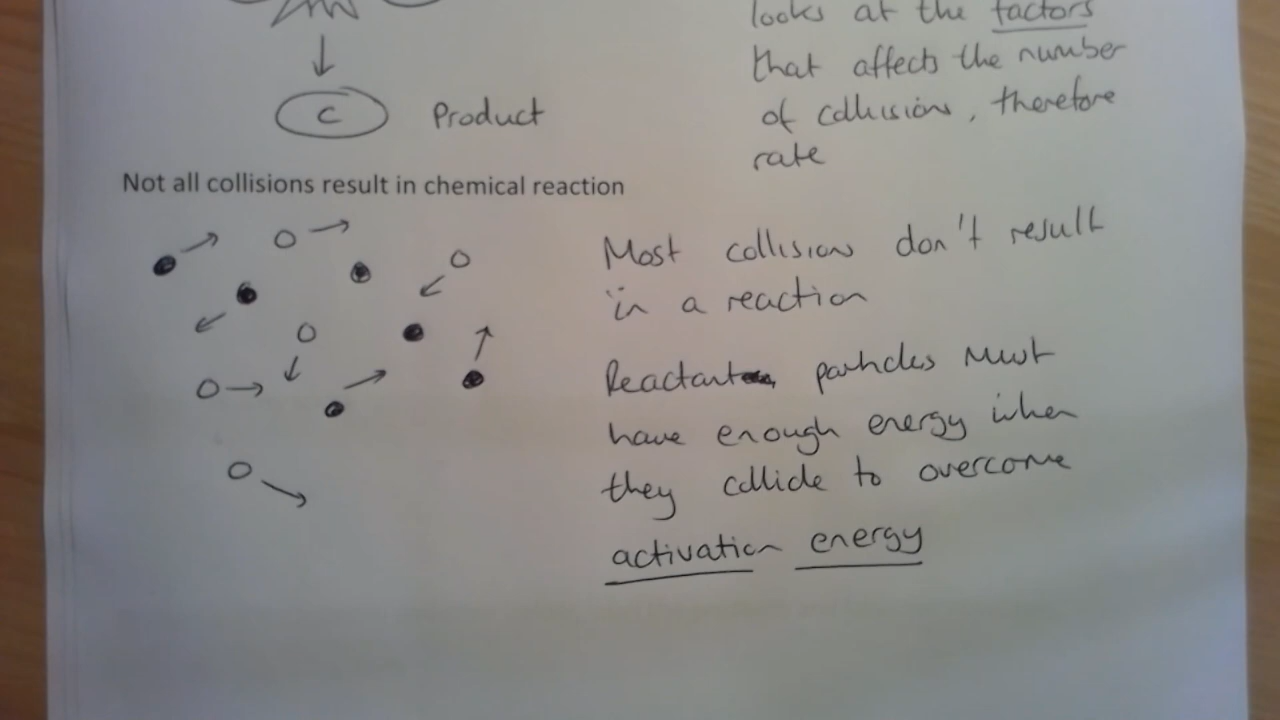 looks at the factors
that affects the number
of collisions, therefore
rate
C Product
Not all collisions result in chemical reaction
Most collisions don't result
in a reaction
Reactant particles must
have enough energy when
they collide to overcome
activation energy